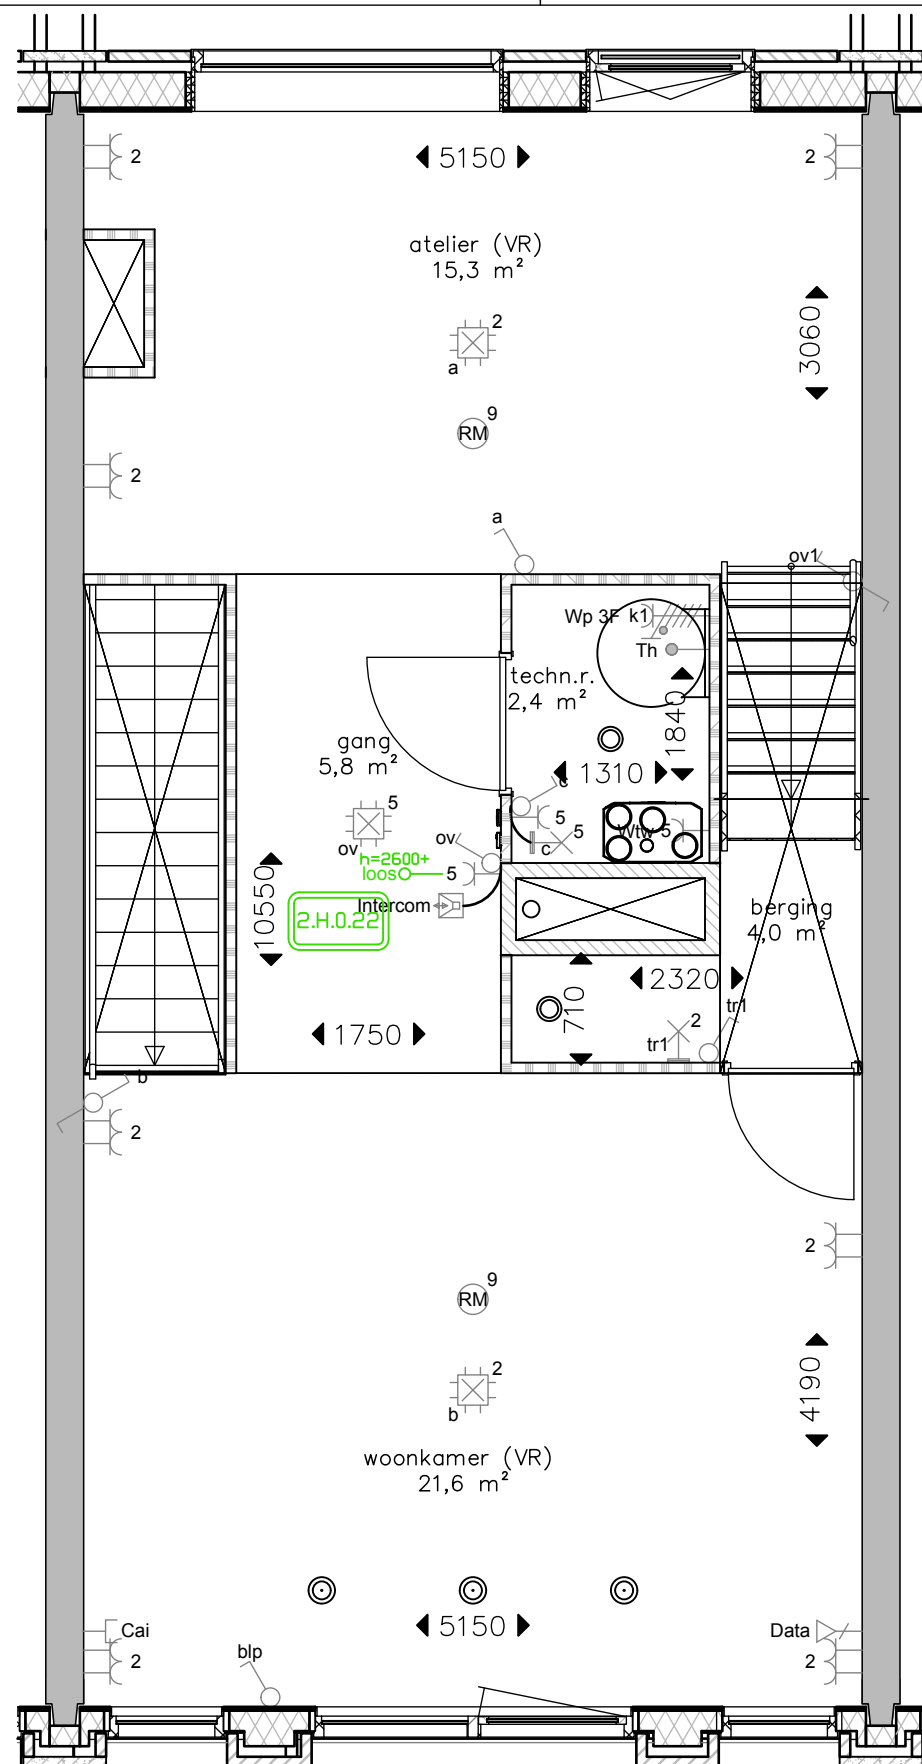 2
5150
2
atelier (VR)
15,3 m²
3060
2
a
9
RM
2
a
ov1
Wp 3F
k1
Th
techn.r.
2,4 m²
1840
gang
5,8 m²
1310
c
5
5
ov
c
5
Wtw 5
ov
h=2600+
loos
5
10550
Intercom
2.H.0.22
berging
4,0 m²
2320
710
1750
tr1
2
tr1
b
2
2
9
RM
2
b
4190
woonkamer (VR)
21,6 m²
Cai
5150
Data
2
2
blp